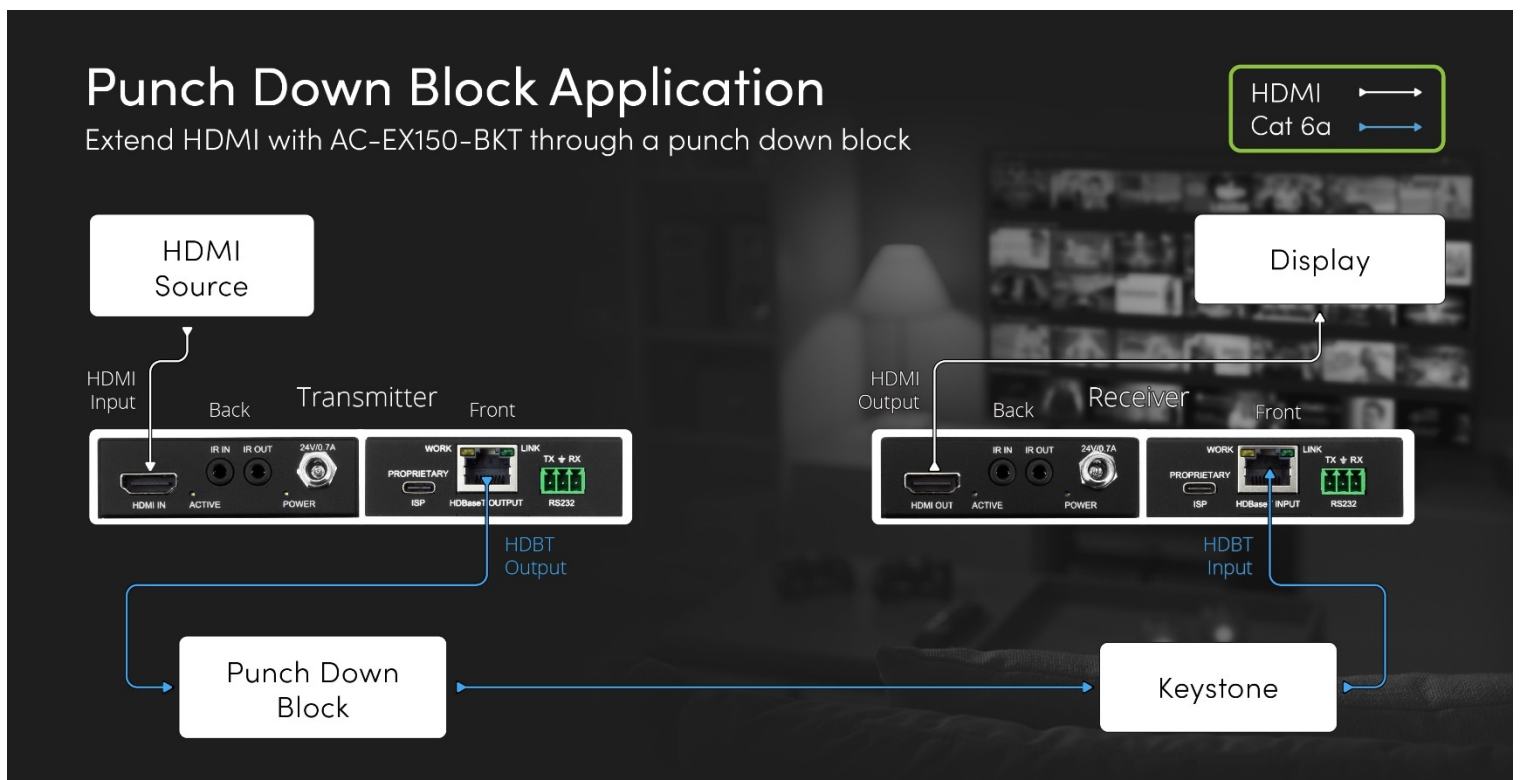 Punch Down Block Application
Extend HDMI with AC-EX150-BKT through a punch down block
HDMI
Cat 6a
HDMI
Source
Display
HDMI
Input
Back
Transmitter
Front
HDMI
Output
Back
Receiver
Front
IR IN
IR OUT
24V/0.7A
HDMI IN
ACTIVE
POWER
WORK
LINK
TX
RX
PROPRIETARY
ISP
HDBaseT OUTPUT
RS232
IR IN
IR OUT
24V/0.7A
HDMI OUT
ACTIVE
POWER
WORK
LINK
TX
RX
PROPRIETARY
ISP
HDBaseT INPUT
RS232
HDBT
Output
HDBT
Input
Punch Down
Block
Keystone